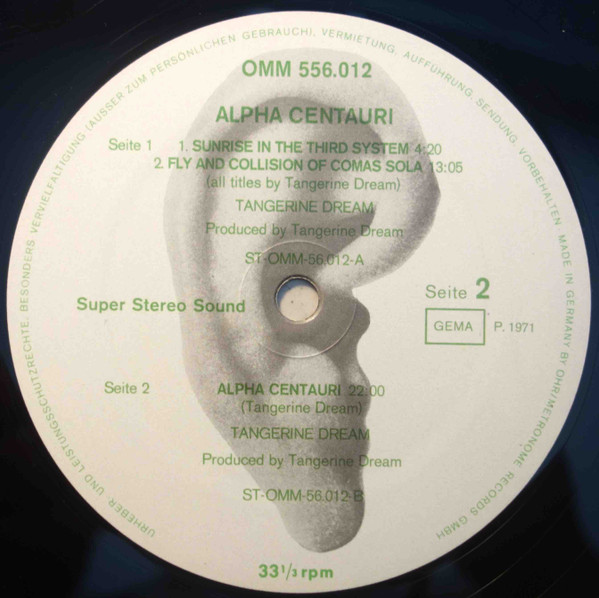 URHEBER UND LEISTUNGSSCHUTZRECHTE, BESONDERS VERVIELFALTIGUNG (AUSSER ZUM PERSÖNLICHEN GEBRAUCH), VERMIETUNG, AUFFÜHRUNG, SENDUNG, VORBEHALTEN. MADE IN GERMANY BY OHR/METRONOME RECORDS GMBH
OMM 556.012
ALPHA CENTAURI
Seite 1 1. SUNRISE IN THE THIRD SYSTEM 4:20
2. FLY AND COLLISION OF COMAS SOLA 13:05
(all titles by Tangerine Dream)
TANGERINE DREAM
Produced by Tangerine Dream
ST-OMM-56.012-A
Super Stereo Sound
Seite 2
GEMA P. 1971
Seite 2 ALPHA CENTAURI 22:00
(Tangerine Dream)
TANGERINE DREAM
Produced by Tangerine Dream
ST-OMM-56.012-B
33 1/3 rpm